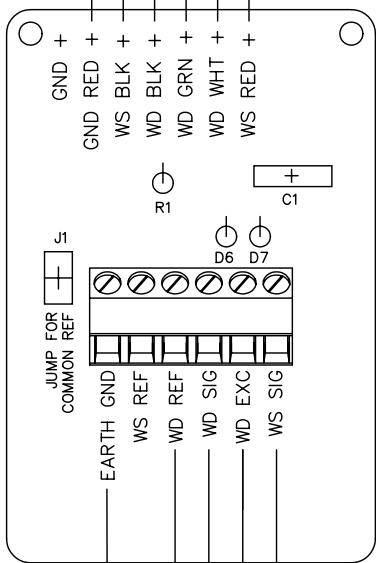 GND +
GND RED +
WS BLK +
WD BLK +
WD GRN +
WD WHT +
WS RED +
R1
C1
J1
D6
D7
JUMP FOR
COMMON REF
EARTH GND
WS REF
WD REF
WD SIG
WD EXC
WS SIG